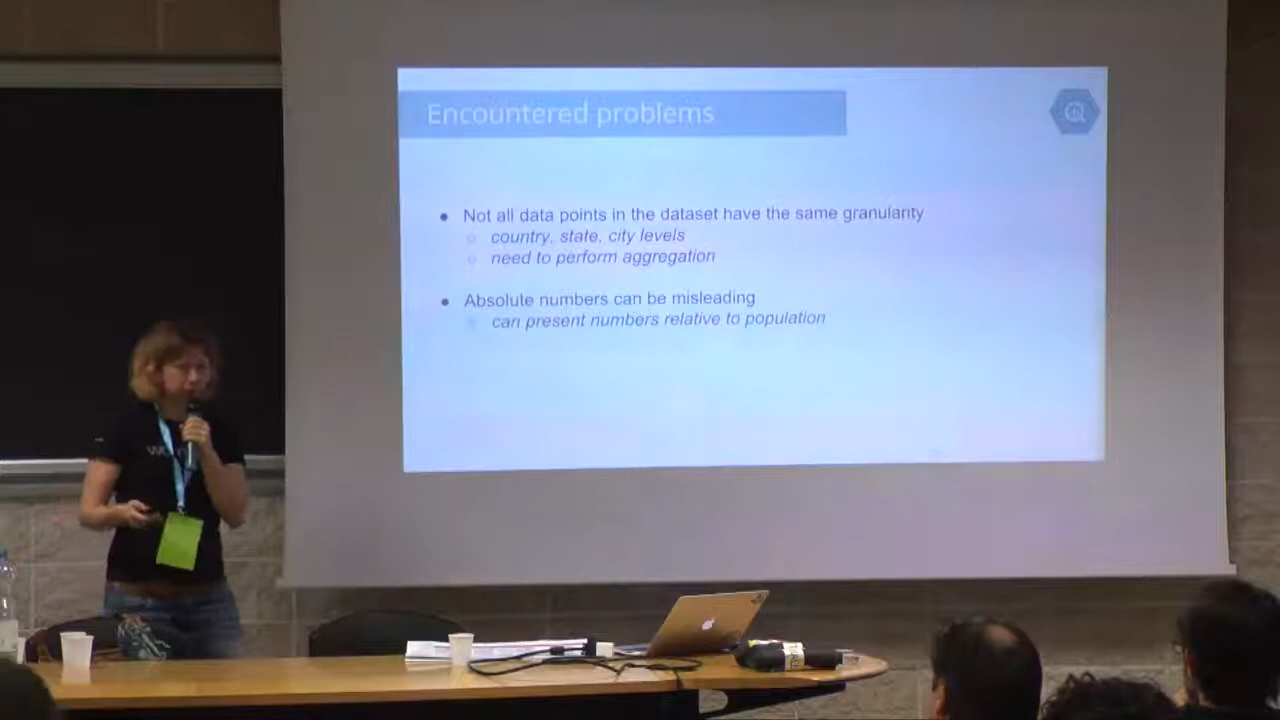 Encountered problems
Not all data points in the dataset have the same granularity
country, state, city levels
need to perform aggregation
Absolute numbers can be misleading
can present numbers relative to population